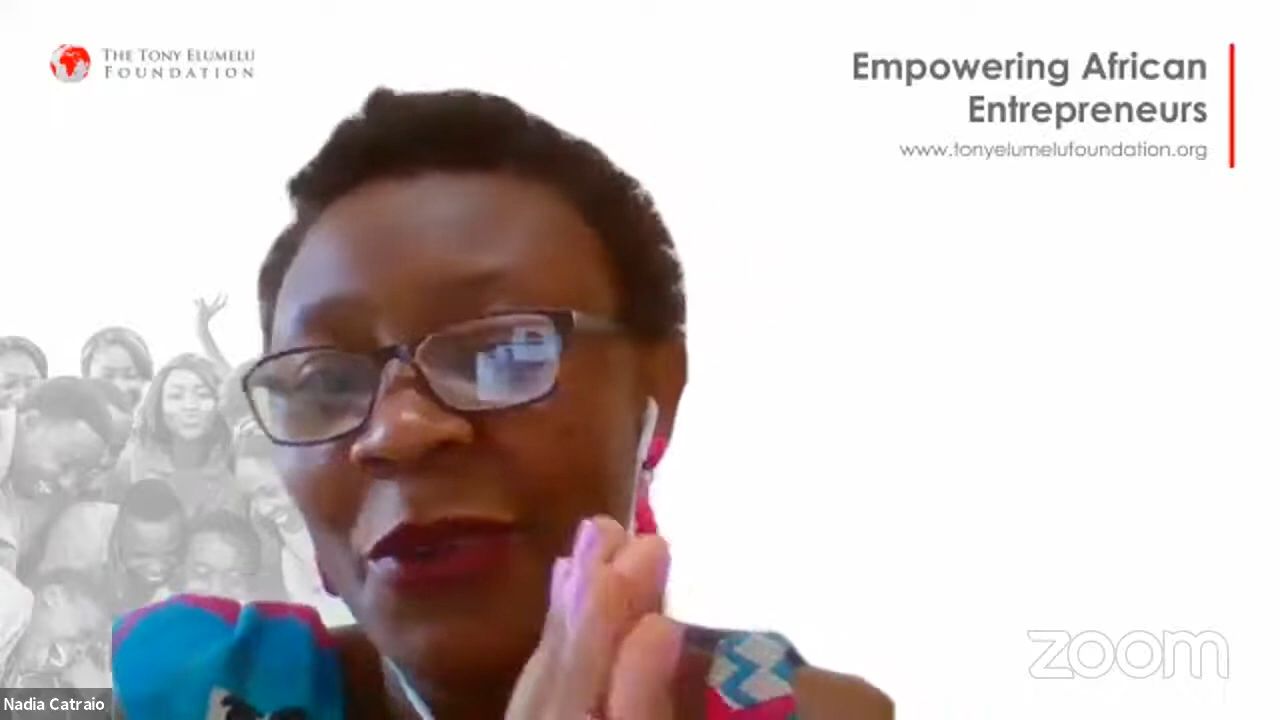 THE TONY ELUMELU
FOUNDATION
Empowering African
Entrepreneurs
www.tonyelumelufoundation.org
zoom
Nadia Catraio